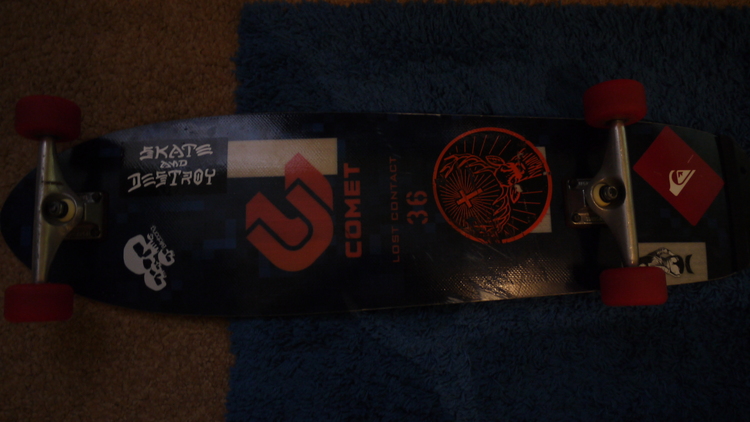 SKATE
AND
DESTROY
COMET
LOST CONTACT
36